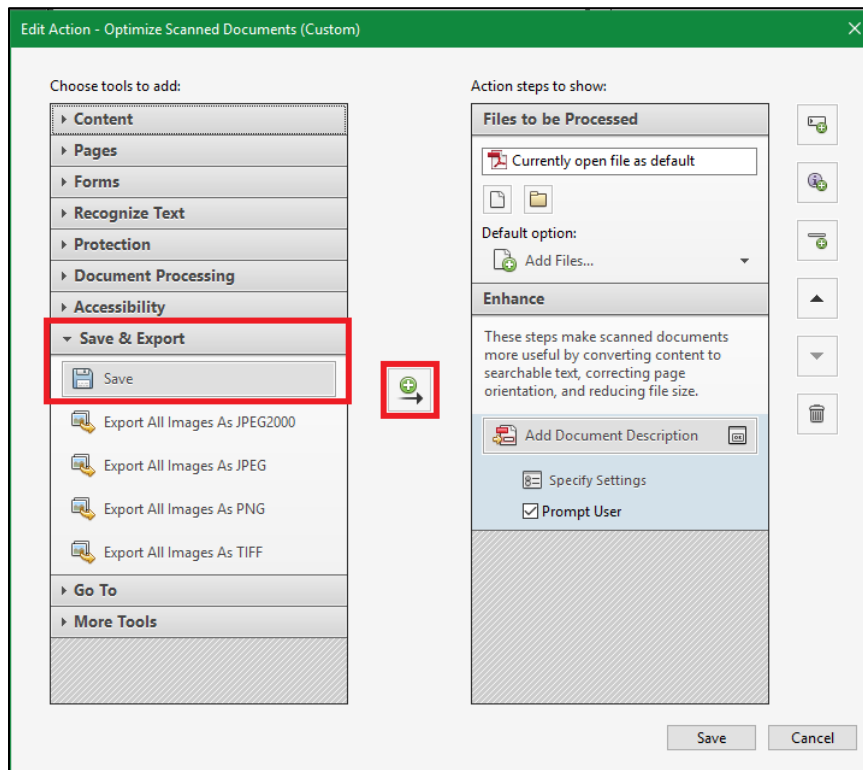 Edit Action - Optimize Scanned Documents (Custom)
Choose tools to add:
Content
Pages
Forms
Recognize Text
Protection
Document Processing
Accessibility
Save & Export
Save
Export All Images As JPEG2000
Export All Images As JPEG
Export All Images As PNG
Export All Images As TIFF
Go To
More Tools
Action steps to show:
Files to be Processed
Currently open file as default
Default option:
Add Files...
Enhance
These steps make scanned documents
more useful by converting content to
searchable text, correcting page
orientation, and reducing file size.
Add Document Description
Specify Settings
Prompt User
Save
Cancel